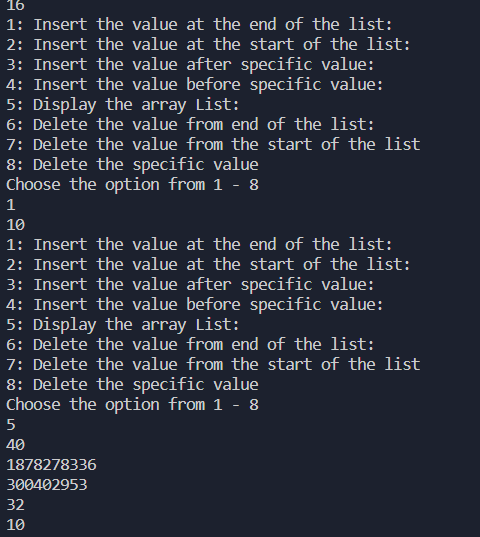 16
1: Insert the value at the end of the list:
2: Insert the value at the start of the list:
3: Insert the value after specific value:
4: Insert the value before specific value:
5: Display the array List:
6: Delete the value from end of the list:
7: Delete the value from the start of the list
8: Delete the specific value
Choose the option from 1 - 8
1
10
1: Insert the value at the end of the list:
2: Insert the value at the start of the list:
3: Insert the value after specific value:
4: Insert the value before specific value:
5: Display the array List:
6: Delete the value from end of the list:
7: Delete the value from the start of the list
8: Delete the specific value
Choose the option from 1 - 8
5
40
1878278336
300402953
32
10